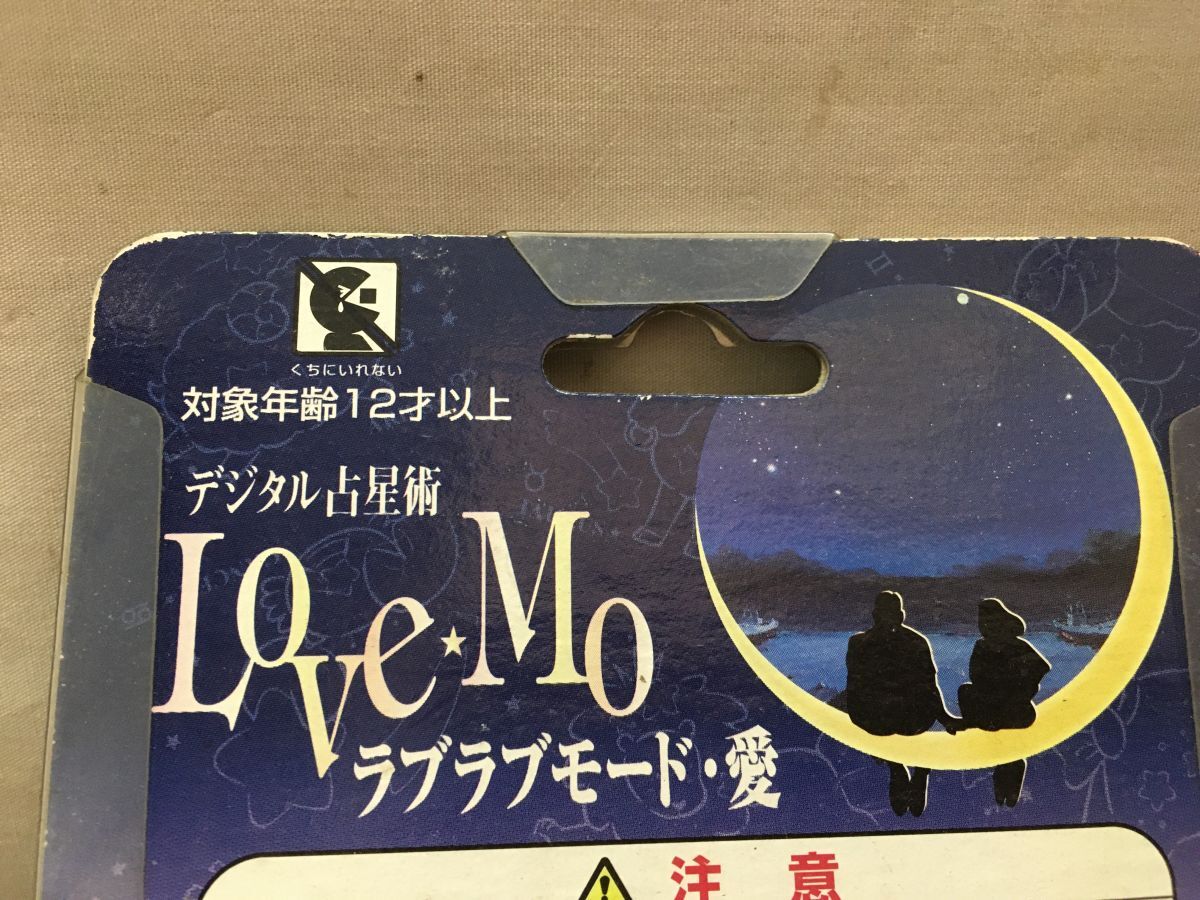 くちにいれない
対象年齢12才以上
デジタル占星術
Love★Mo
ラブラブモード・愛
注意